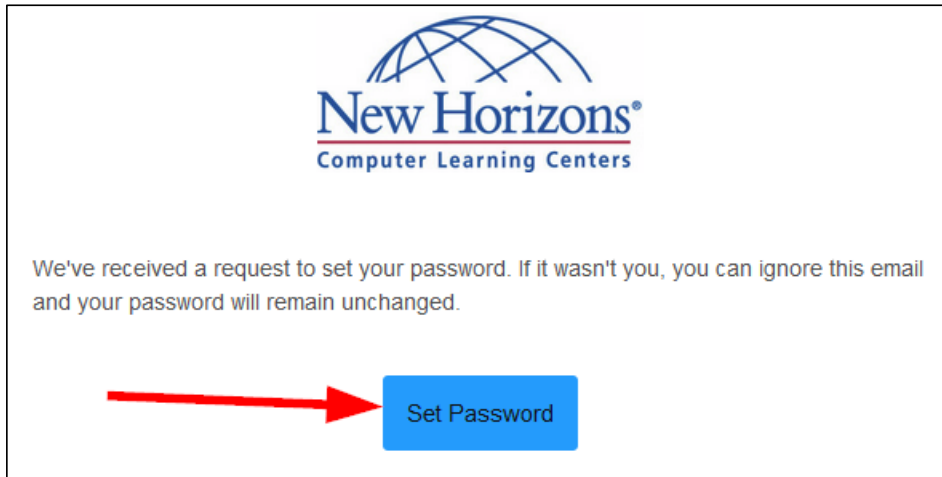 New Horizons®
Computer Learning Centers
We've received a request to set your password. If it wasn't you, you can ignore this email
and your password will remain unchanged.
Set Password